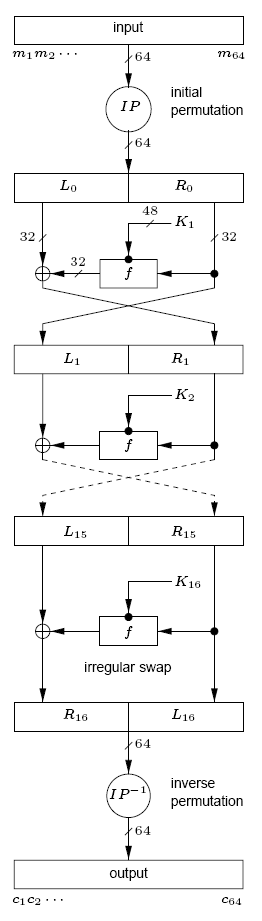 input
m₁m₂ ··· m₆₄
64
IP
initial
permutation
64
L₀ R₀
48 K₁
32 32 32
f
L₁ R₁
K₂
f
L₁₅ R₁₅
K₁₆
f
irregular swap
R₁₆ L₁₆
64
IP⁻¹
inverse
permutation
64
output
c₁c₂ ··· c₆₄